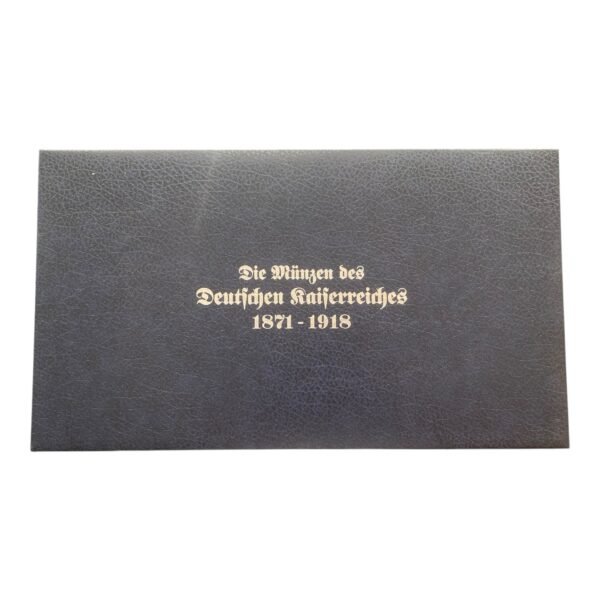 Die Münzen des
Deutſchen Kaiſerreiches
1871 - 1918